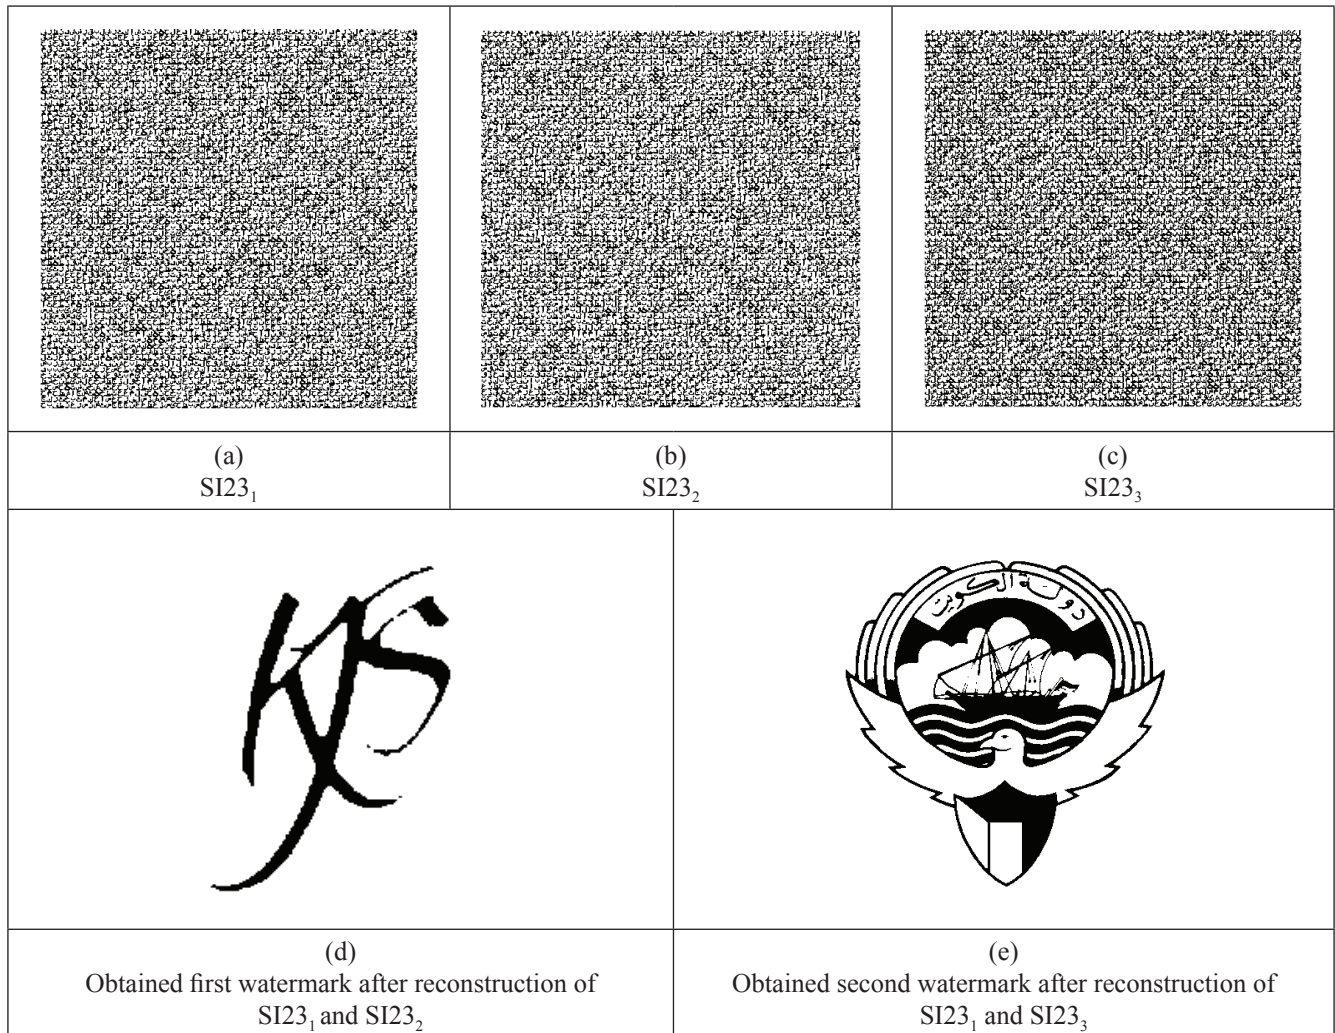 (a)
SI23₁
(b)
SI23₂
(c)
SI23₃
KJS
دولة الكويت
(d)
Obtained first watermark after reconstruction of
SI23₁ and SI23₂
(e)
Obtained second watermark after reconstruction of
SI23₁ and SI23₃